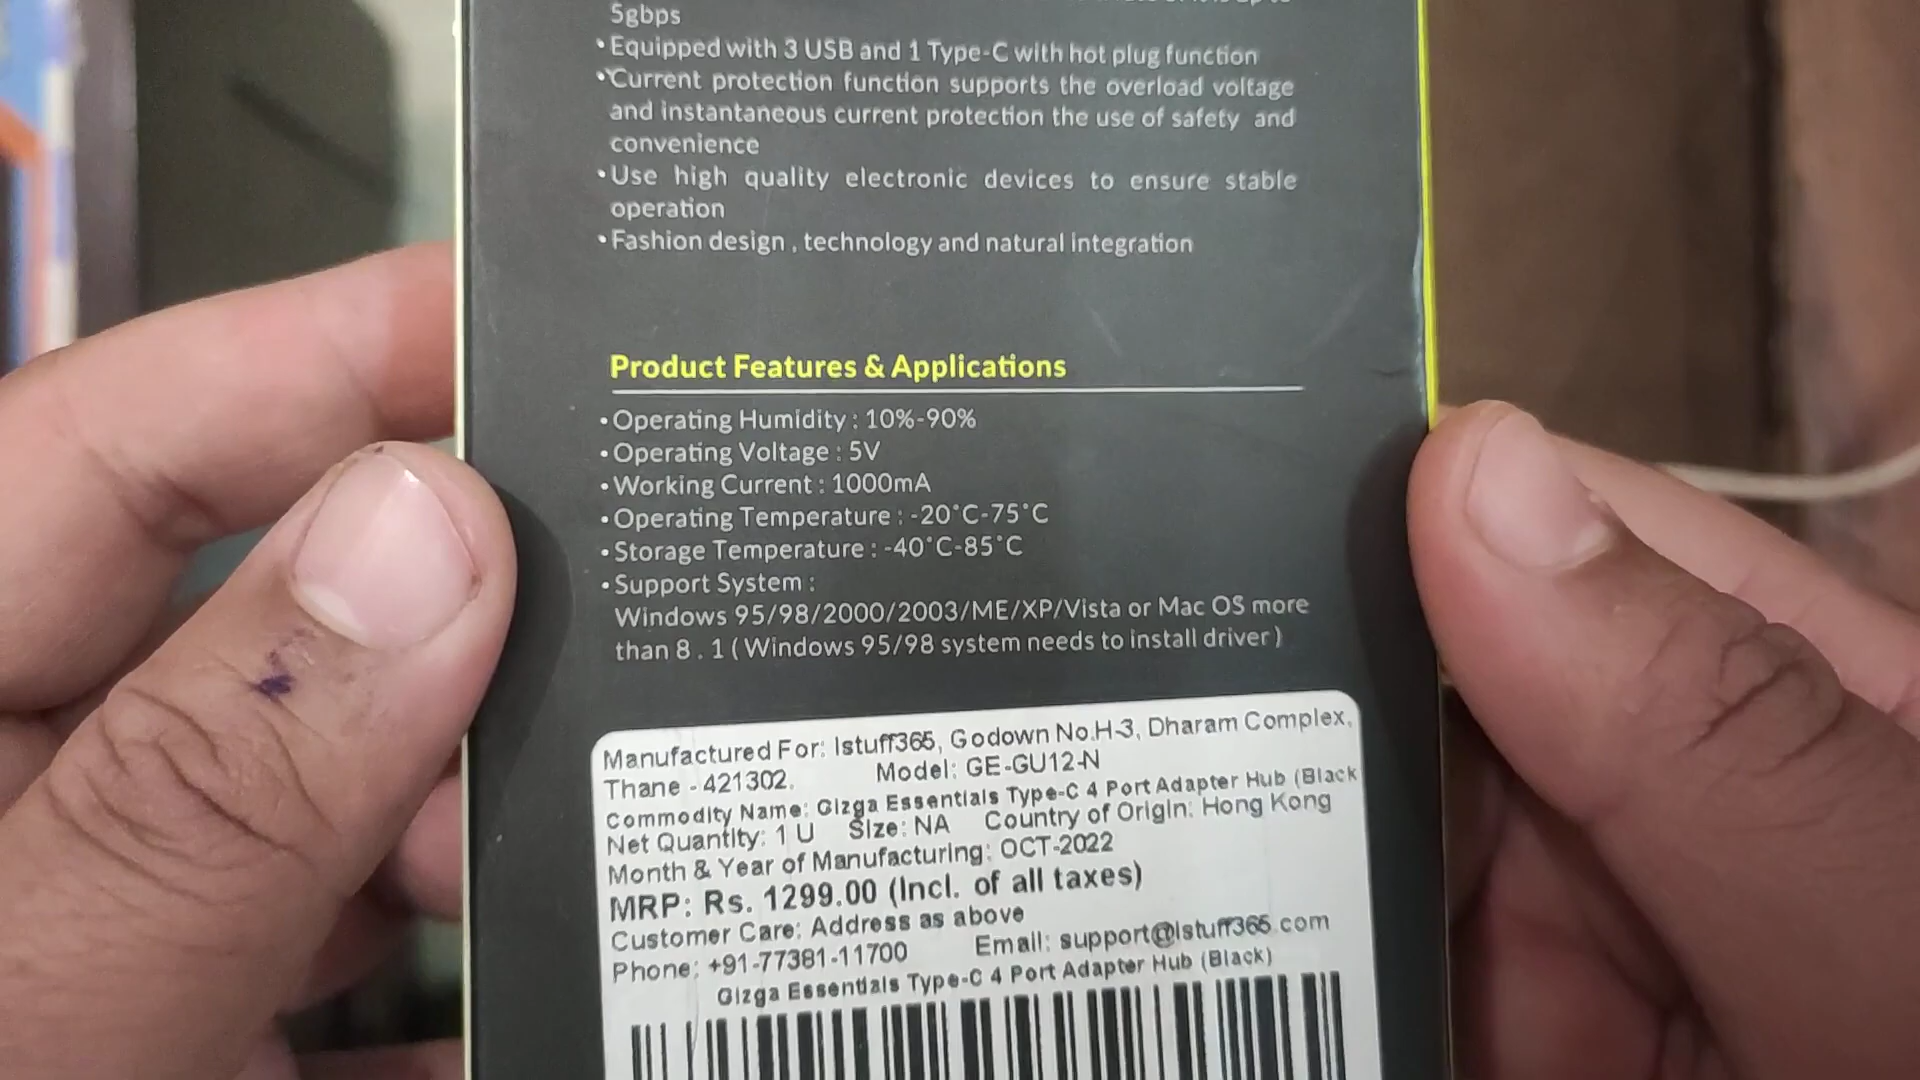 5gbps
•Equipped with 3 USB and 1 Type-C with hot plug function
•Current protection function supports the overload voltage
and instantaneous current protection the use of safety and
convenience
•Use high quality electronic devices to ensure stable
operation
•Fashion design , technology and natural integration
Product Features & Applications
•Operating Humidity : 10%-90%
•Operating Voltage : 5V
•Working Current : 1000mA
•Operating Temperature : -20°C-75°C
•Storage Temperature : -40°C-85°C
•Support System :
Windows 95/98/2000/2003/ME/XP/Vista or Mac OS more
than 8 . 1 ( Windows 95/98 system needs to install driver )
Manufactured For: Istuff365, Godown No.H-3, Dharam Complex,
Thane - 421302. Model: GE-GU12-N
Commodity Name: Gizga Essentials Type-C 4 Port Adapter Hub (Black
Net Quantity: 1 U Size: NA Country of Origin: Hong Kong
Month & Year of Manufacturing: OCT-2022
MRP: Rs. 1299.00 (Incl. of all taxes)
Customer Care: Address as above
Phone: +91-77381-11700 Email: support@istuff365.com
Gizga Essentials Type-C 4 Port Adapter Hub (Black)